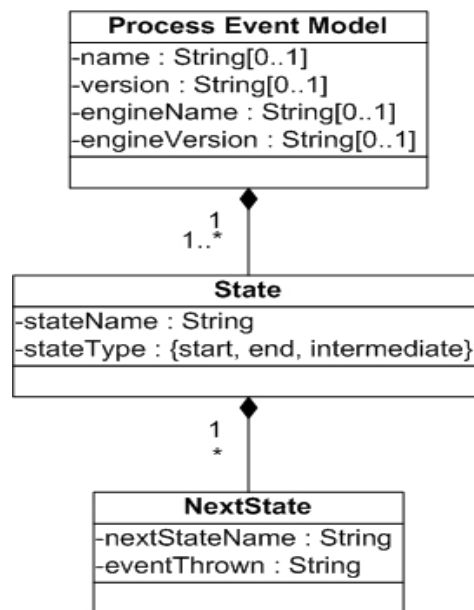 Process Event Model
-name : String[0..1]
-version : String[0..1]
-engineName : String[0..1]
-engineVersion : String[0..1]
1
1..*
State
-stateName : String
-stateType : {start, end, intermediate}
1
*
NextState
-nextStateName : String
-eventThrown : String